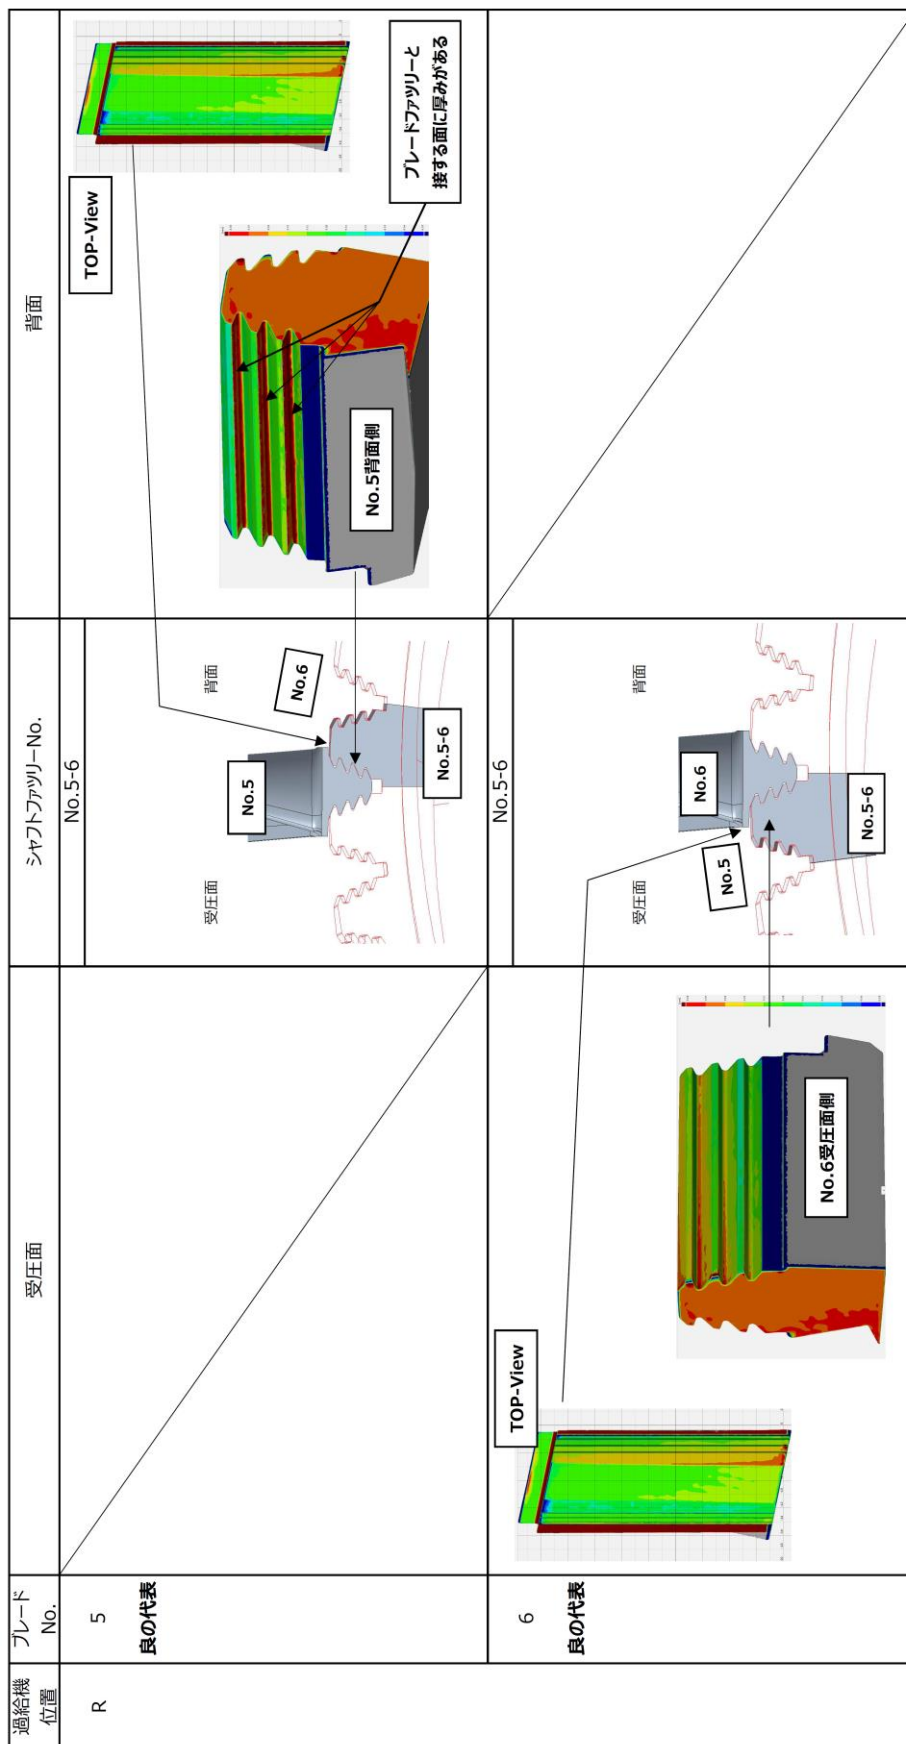 過給機
位置
ブレード
No.
受圧面
シャフトファツリーNo.
背面
R
5
良の代表
No.5-6
受圧面
背面
No.5
No.6
No.5-6
TOP-View
No.5背面側
ブレードファツリーと
接する面に厚みがある
6
良の代表
TOP-View
No.6受圧面側
No.5-6
受圧面
背面
No.6
No.5
No.5-6